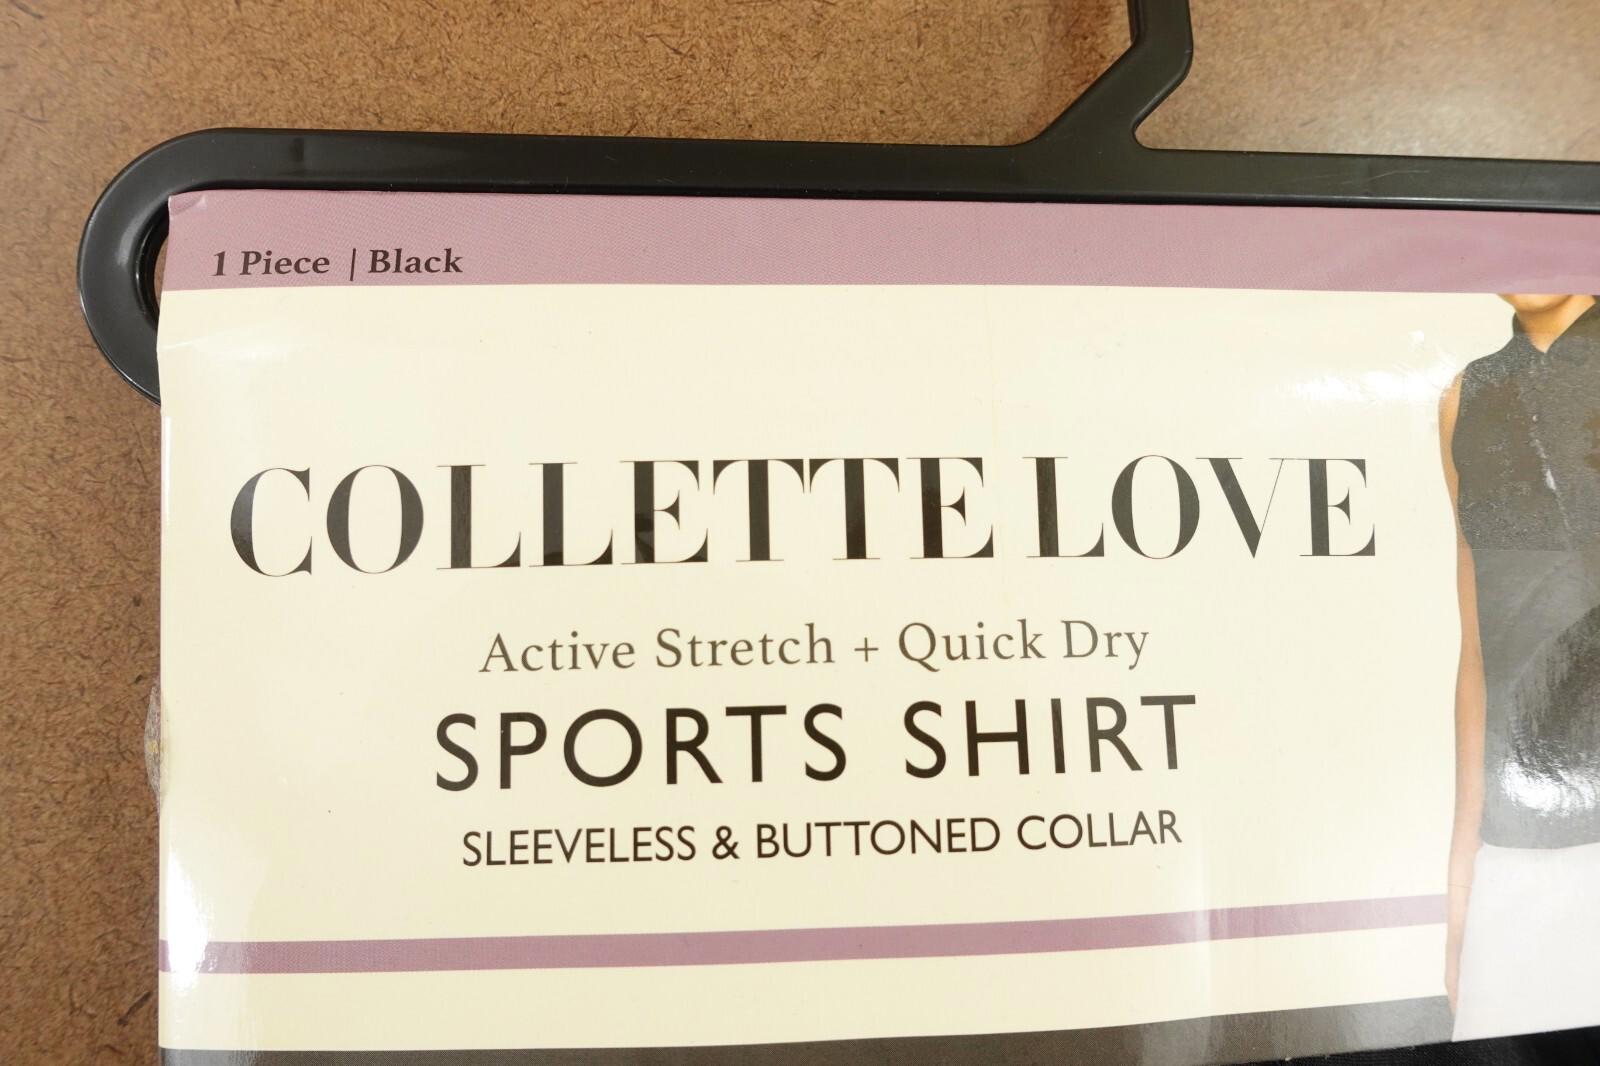 1 Piece | Black
COLLETTE LOVE
Active Stretch + Quick Dry
SPORTS SHIRT
SLEEVELESS & BUTTONED COLLAR